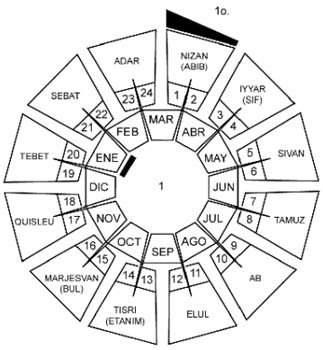 1o.
NIZAN
(ABIB)
1 2
IYYAR
(SIF)
3
4
SIVAN
5
6
TAMUZ
7
8
AB
9
10
ELUL
11
12
TISRI
(ETANIM)
13
14
MARJESVAN
(BUL)
15
16
QUISLEU
17
18
TEBET
19
20
SEBAT
21
22
ADAR
23 24
MAR
ABR
MAY
JUN
JUL
AGO
SEP
OCT
NOV
DIC
ENE
FEB
1